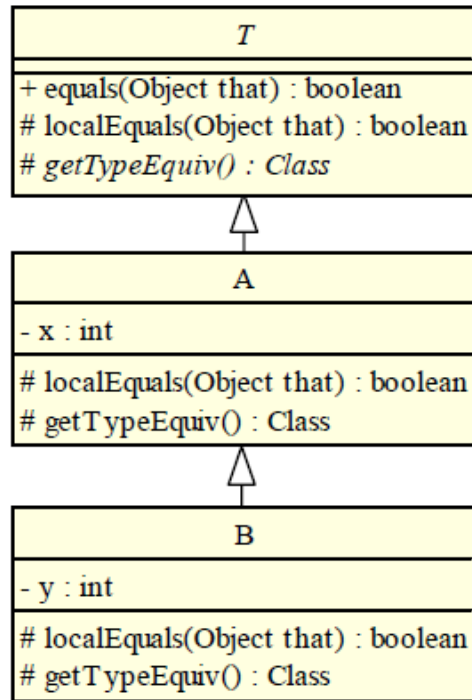 T
+ equals(Object that) : boolean
# localEquals(Object that) : boolean
# getTypeEquiv() : Class
A
- x : int
# localEquals(Object that) : boolean
# getTypeEquiv() : Class
B
- y : int
# localEquals(Object that) : boolean
# getTypeEquiv() : Class